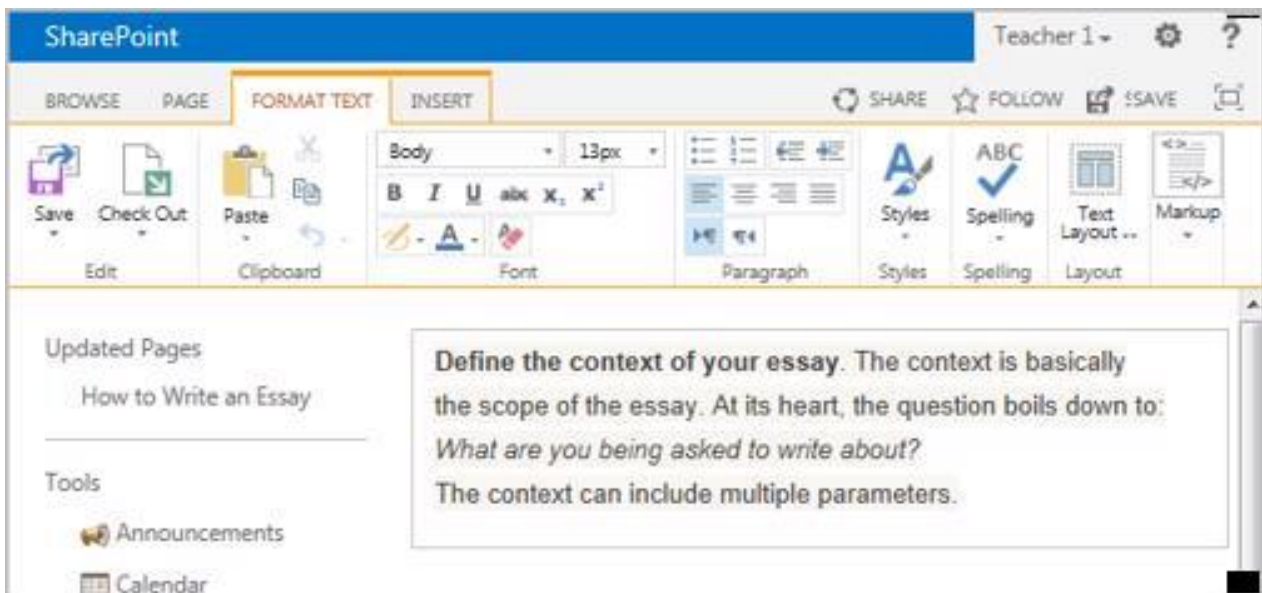 SharePoint
Teacher 1
?
BROWSE PAGE FORMAT TEXT INSERT
SHARE FOLLOW SAVE
Body 13px
B I U abc X₂ X²
A
A
ABC
Save Check Out Paste Styles Spelling Text Layout ... Markup
Edit Clipboard Font Paragraph Styles Spelling Layout
Updated Pages
How to Write an Essay
Tools
Announcements
Calendar
Define the context of your essay. The context is basically
the scope of the essay. At its heart, the question boils down to:
What are you being asked to write about?
The context can include multiple parameters.